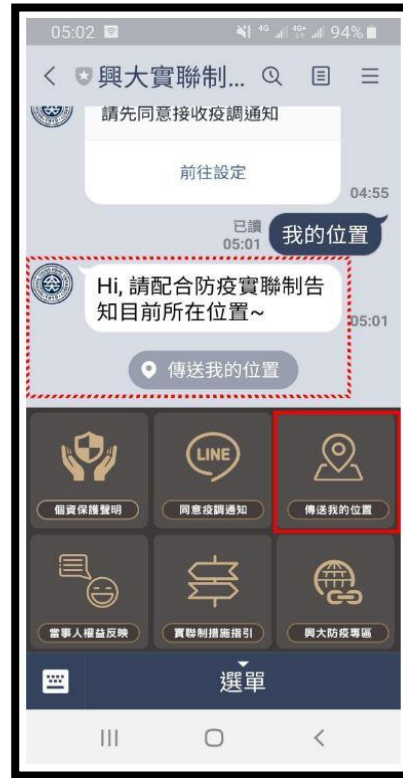 05:02
4G
4G+
94%
興大實聯制...
請先同意接收疫調通知
前往設定
04:55
已讀
05:01
我的位置
Hi, 請配合防疫實聯制告
知目前所在位置~
05:01
傳送我的位置
LINE
個資保護聲明
同意疫調通知
傳送我的位置
當事人權益反映
實聯制措施指引
興大防疫專區
選單